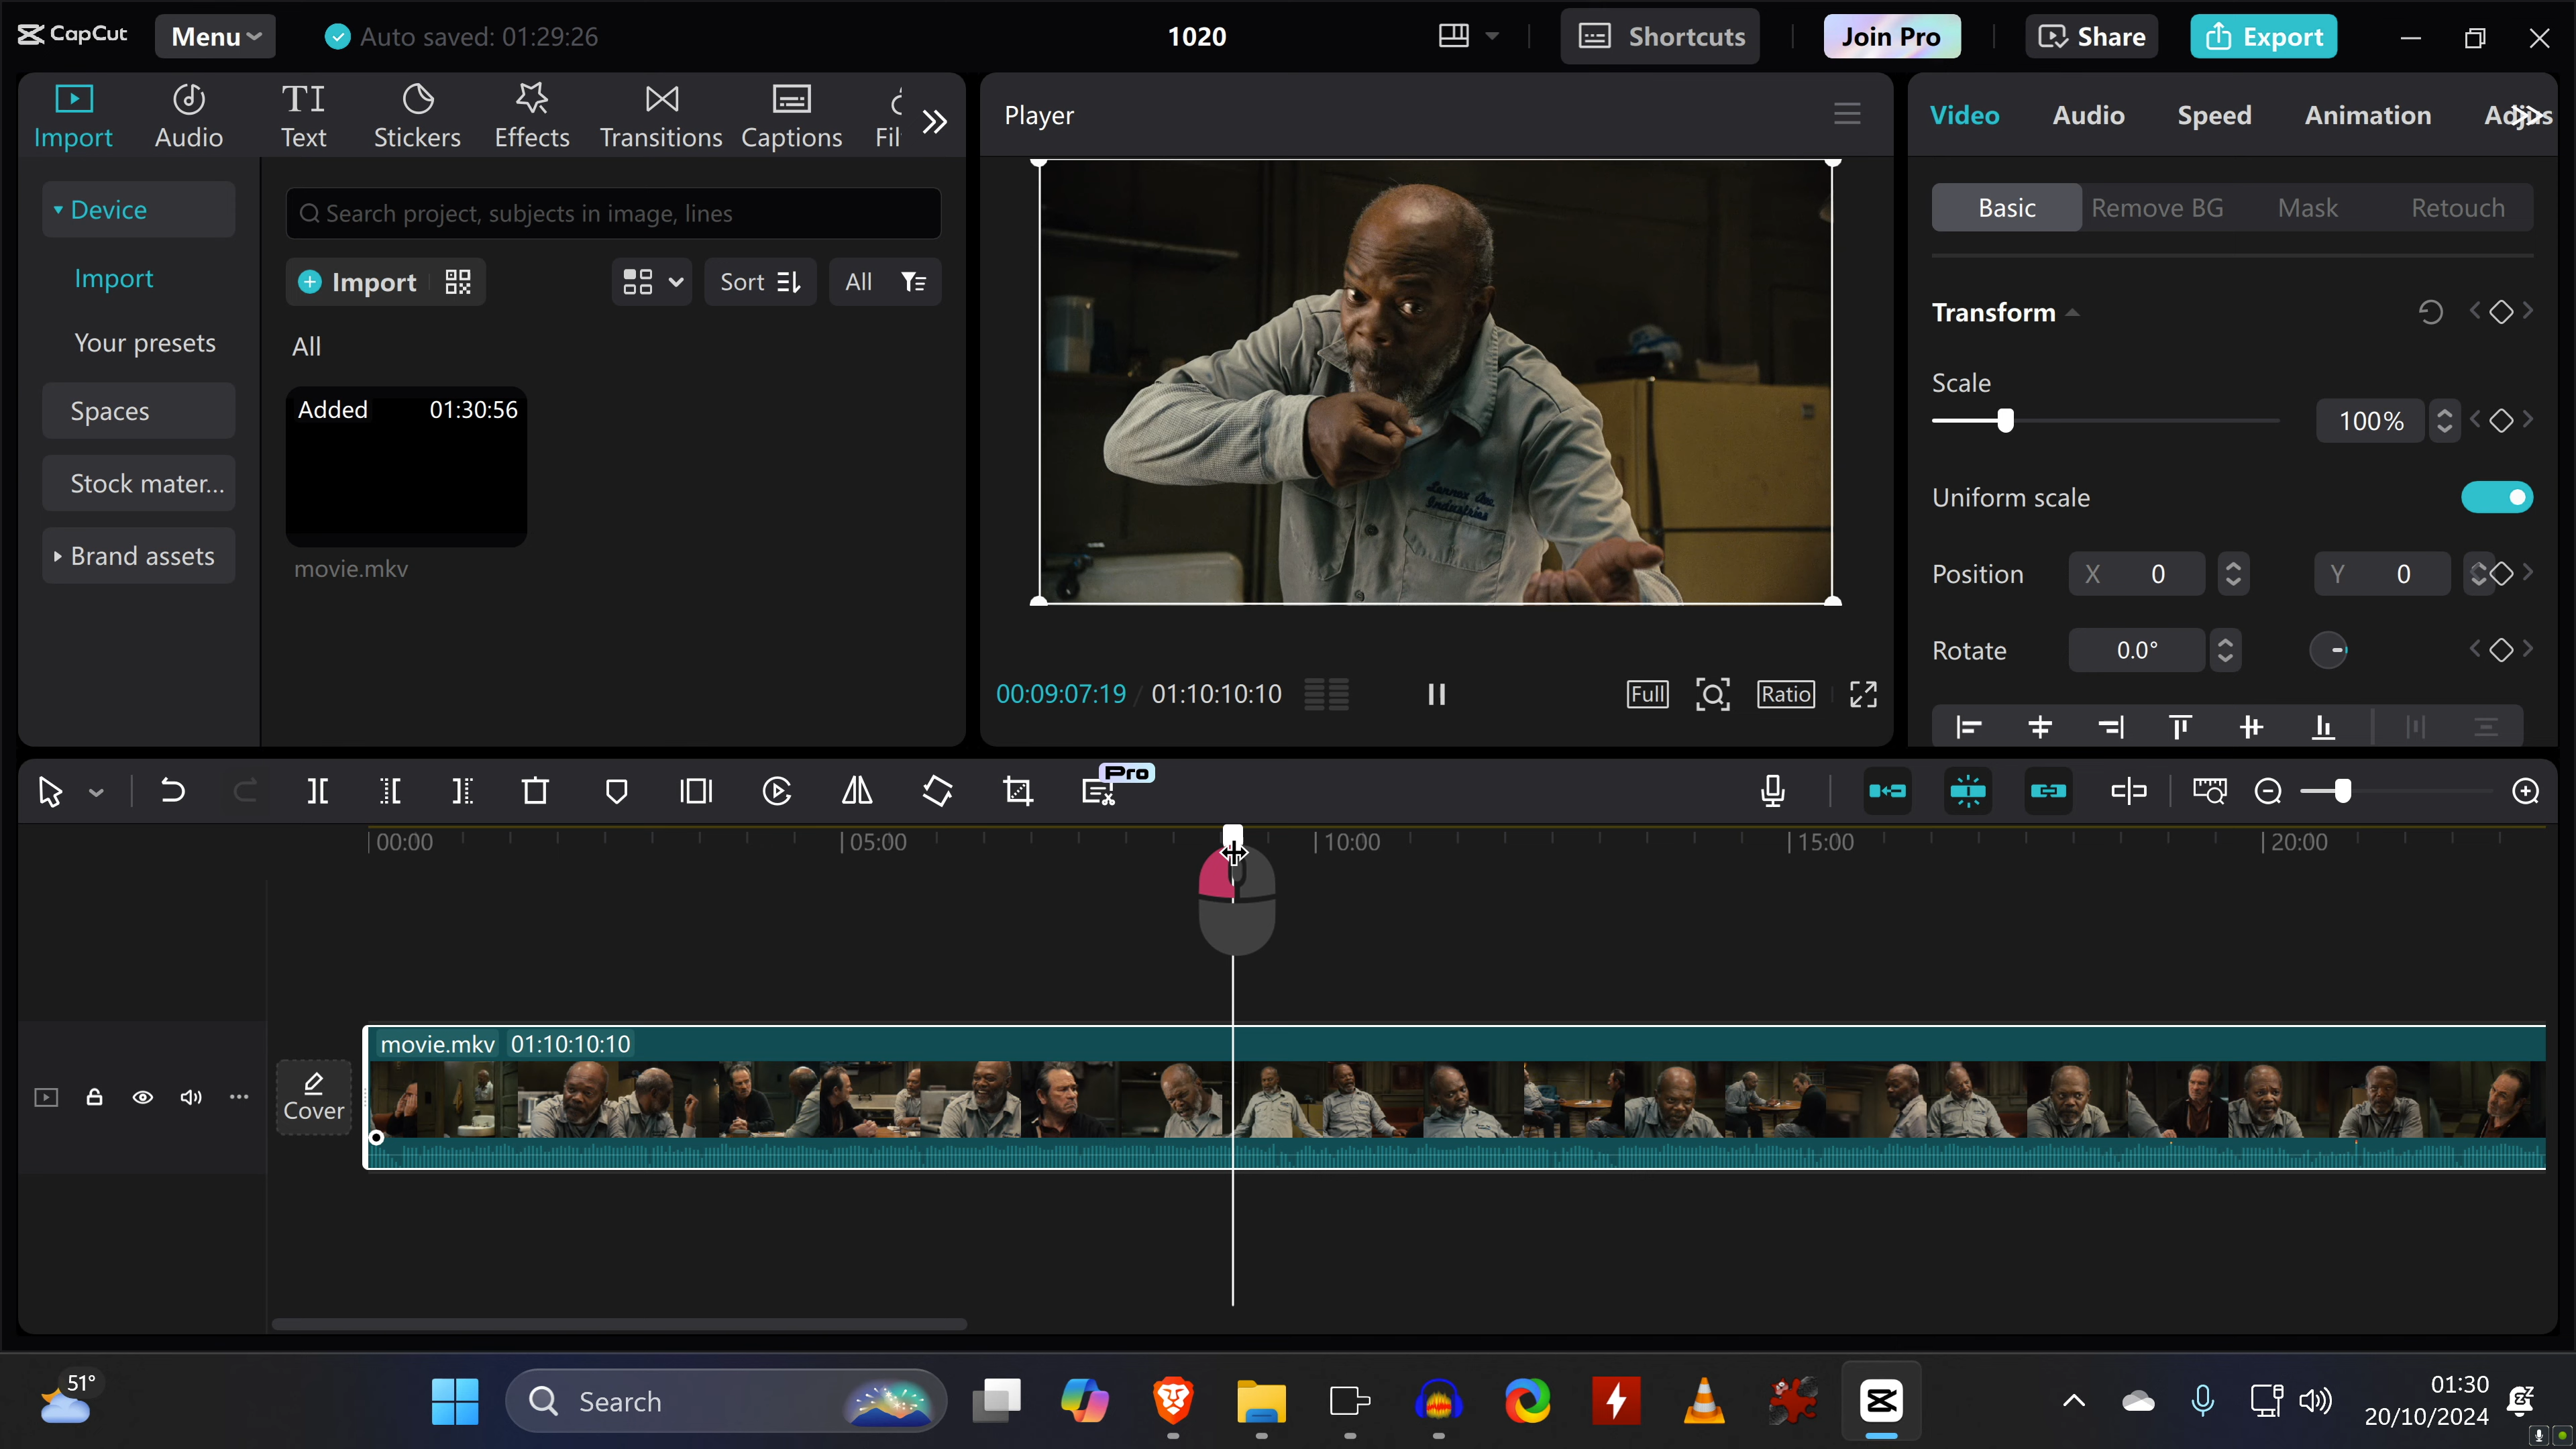 CapCut Menu Auto saved: 01:29:26 1020 Shortcuts Join Pro Share Export
Import Audio Text Stickers Effects Transitions Captions Fil
Device
Import
Your presets
Spaces
Stock mater...
Brand assets
Search project, subjects in image, lines
Import Sort All
All
Added 01:30:56
movie.mkv
Player
Lennox Ave.
Industries
00:09:07:19 / 01:10:10:10 Full Ratio
Video Audio Speed Animation Adjus
Basic Remove BG Mask Retouch
Transform
Scale
100%
Uniform scale
Position X 0 Y 0
Rotate 0.0°
Pro
00:00 05:00 10:00 15:00 20:00
movie.mkv 01:10:10:10
Cover
51°
Search
01:30
20/10/2024